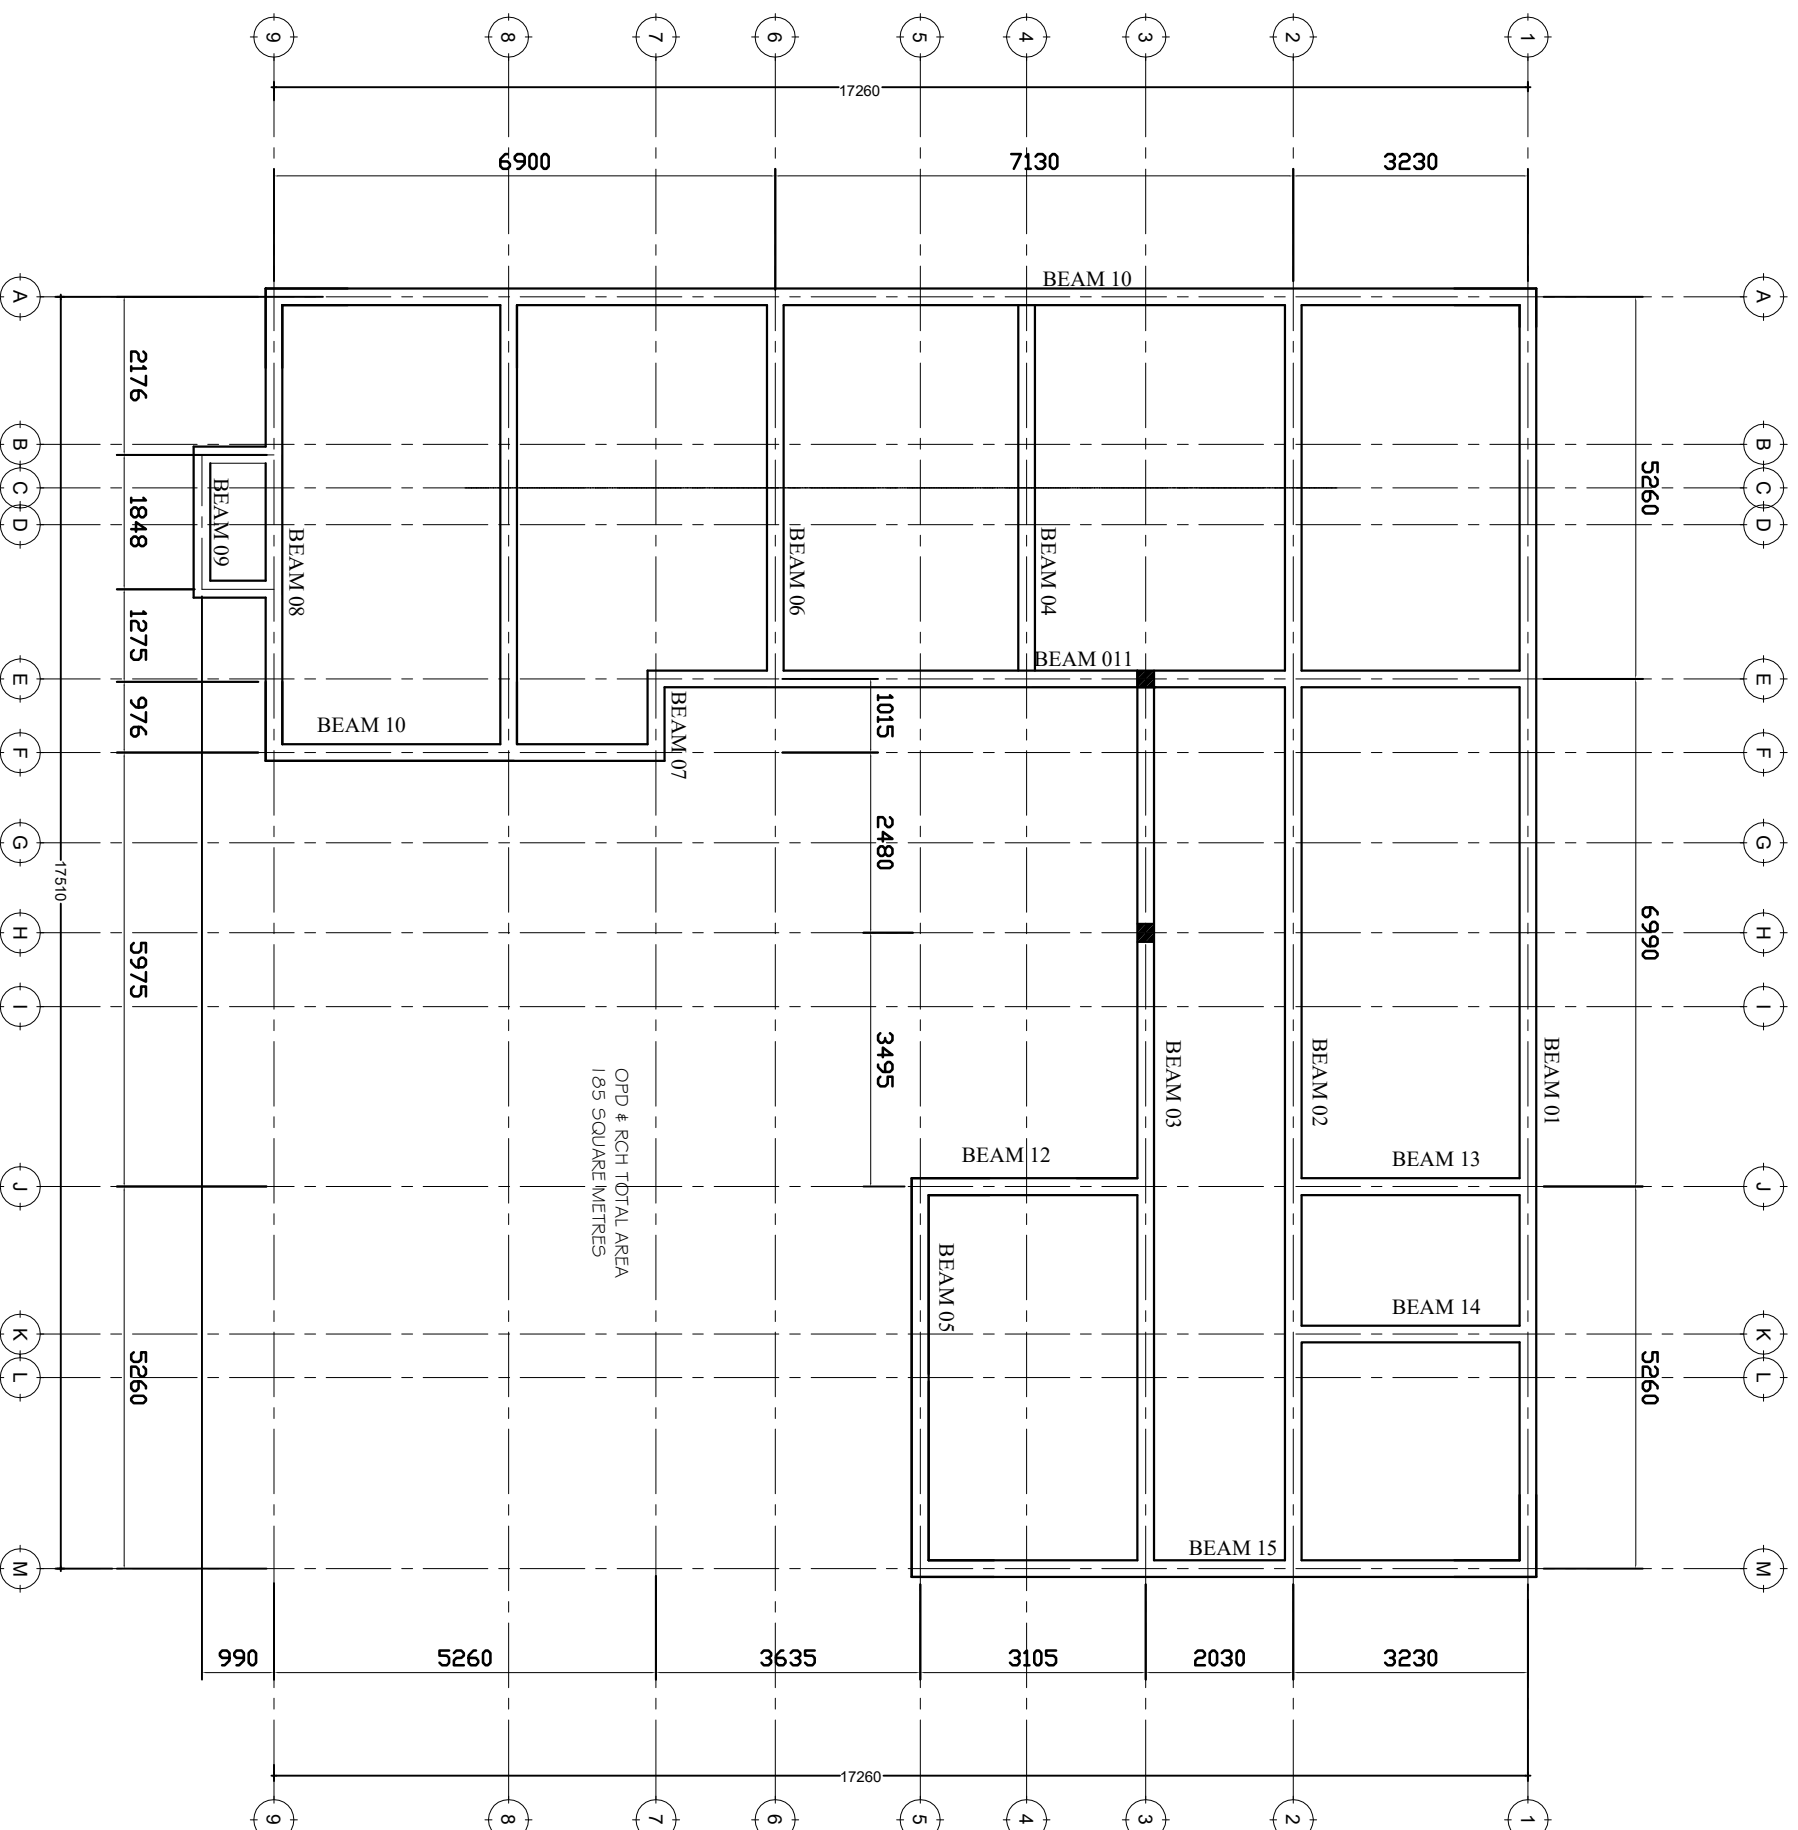 9 8 7 6 5 4 3 2 1
17260
6900 7130 3230
BEAM 10
A A
2176
B B
5260
C C
1848
BEAM 09
D D
BEAM 08
BEAM 06
BEAM 04
1275
BEAM 011
E E
976
BEAM 10
BEAM 07
1015
F F
2480
G G
17510
6990
H H
5975
I I
3495
BEAM 03
BEAM 02
BEAM 01
OPD & RCH TOTAL AREA
185 SQUARE METRES
BEAM 12
BEAM 13
J J
BEAM 05
BEAM 14
K K
5260
5260
L L
BEAM 15
M M
990 5260 3635 3105 2030 3230
17260
9 8 7 6 5 4 3 2 1